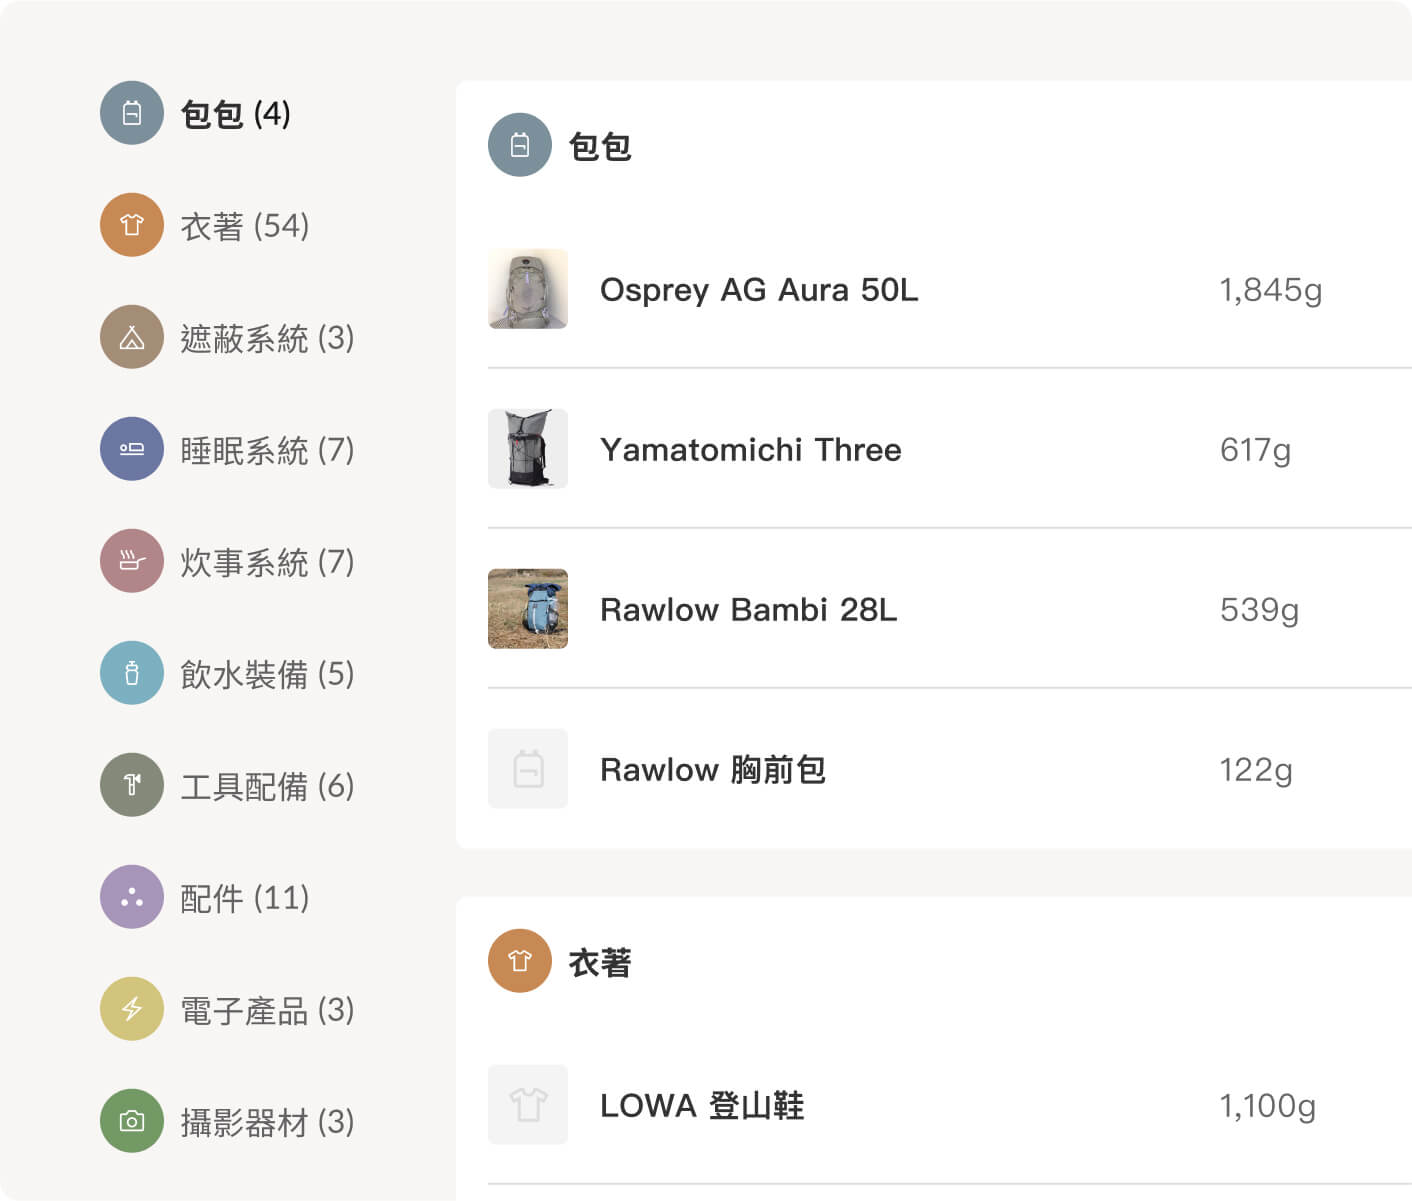 包包 (4)
衣著 (54)
遮蔽系統 (3)
睡眠系統 (7)
炊事系統 (7)
飲水裝備 (5)
工具配備 (6)
配件 (11)
電子產品 (3)
攝影器材 (3)
包包
Osprey AG Aura 50L 1,845g
Yamatomichi Three 617g
Rawlow Bambi 28L 539g
Rawlow 胸前包 122g
衣著
LOWA 登山鞋 1,100g